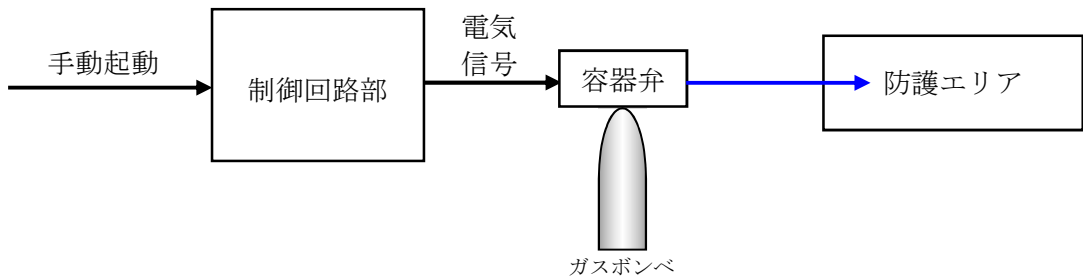 手動起動
制御回路部
電気
信号
容器弁
防護エリア
ガスボンベ